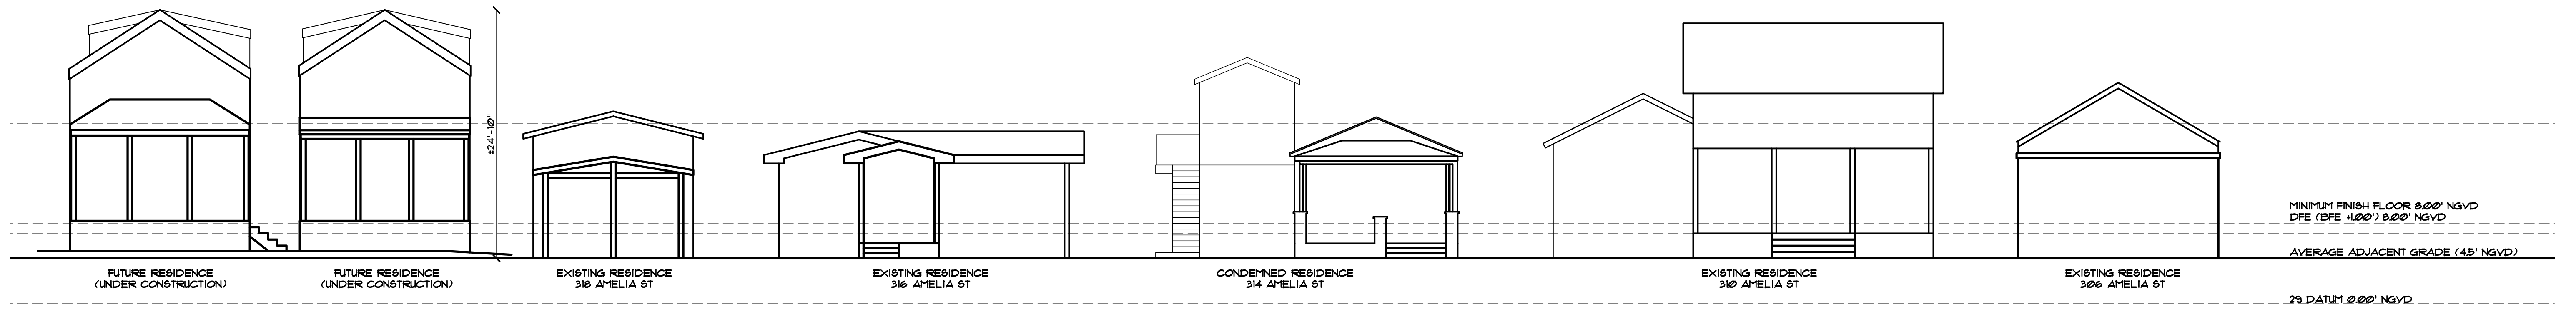 ±24'-10"
MINIMUM FINISH FLOOR 8.00' NGVD
DFE (BFE +1.00') 8.00' NGVD
AVERAGE ADJACENT GRADE (4.5' NGVD)
FUTURE RESIDENCE
(UNDER CONSTRUCTION)
FUTURE RESIDENCE
(UNDER CONSTRUCTION)
EXISTING RESIDENCE
318 AMELIA ST
EXISTING RESIDENCE
316 AMELIA ST
CONDEMNED RESIDENCE
314 AMELIA ST
EXISTING RESIDENCE
310 AMELIA ST
EXISTING RESIDENCE
306 AMELIA ST
29 DATUM 0.00' NGVD